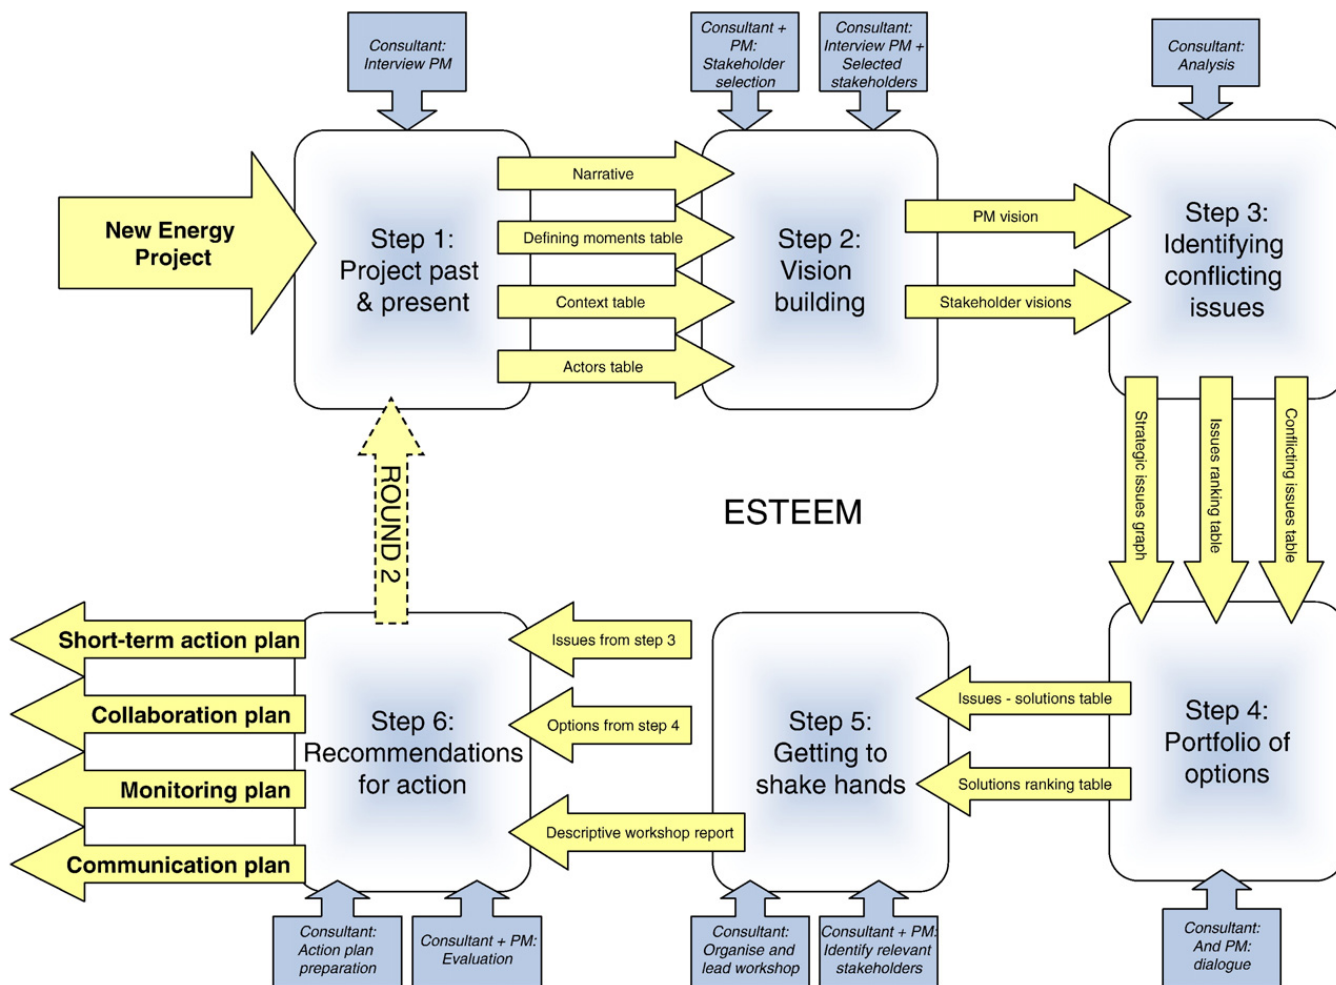 Consultant:
Interview PM
Consultant +
PM:
Stakeholder
selection
Consultant:
Interview PM +
Selected
stakeholders
Consultant:
Analysis
New Energy
Project
Step 1:
Project past
& present
Narrative
Defining moments table
Context table
Actors table
Step 2:
Vision
building
PM vision
Stakeholder visions
Step 3:
Identifying
conflicting
issues
Strategic issues graph
Issues ranking table
Conflicting issues table
ROUND 2
ESTEEM
Short-term action plan
Collaboration plan
Monitoring plan
Communication plan
Step 6:
Recommendations
for action
Issues from step 3
Options from step 4
Descriptive workshop report
Step 5:
Getting to
shake hands
Issues - solutions table
Solutions ranking table
Step 4:
Portfolio of
options
Consultant:
Action plan
preparation
Consultant + PM:
Evaluation
Consultant:
Organise and
lead workshop
Consultant + PM:
Identify relevant
stakeholders
Consultant:
And PM:
dialogue